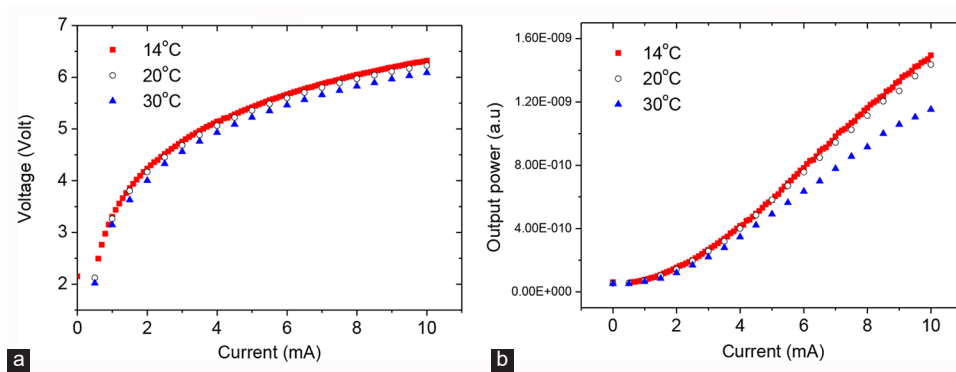 7
6
5
4
3
2
0 2 4 6 8 10
Voltage (Volt)
Current (mA)
14°C
20°C
30°C
a
1.60E-009
1.20E-009
8.00E-010
4.00E-010
0.00E+000
0 2 4 6 8 10
Output power (a.u)
Current (mA)
14°C
20°C
30°C
b